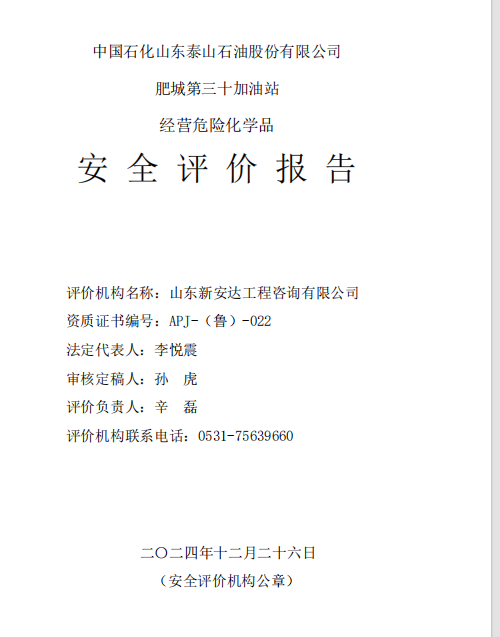 中国石化山东泰山石油股份有限公司
肥城第三十加油站
经营危险化学品
安全评价报告
评价机构名称：山东新安达工程咨询有限公司
资质证书编号：APJ-（鲁）-022
法定代表人：李悦震
审核定稿人：孙　虎
评价负责人：辛　磊
评价机构联系电话：0531-75639660
二〇二四年十二月二十六日
（安全评价机构公章）